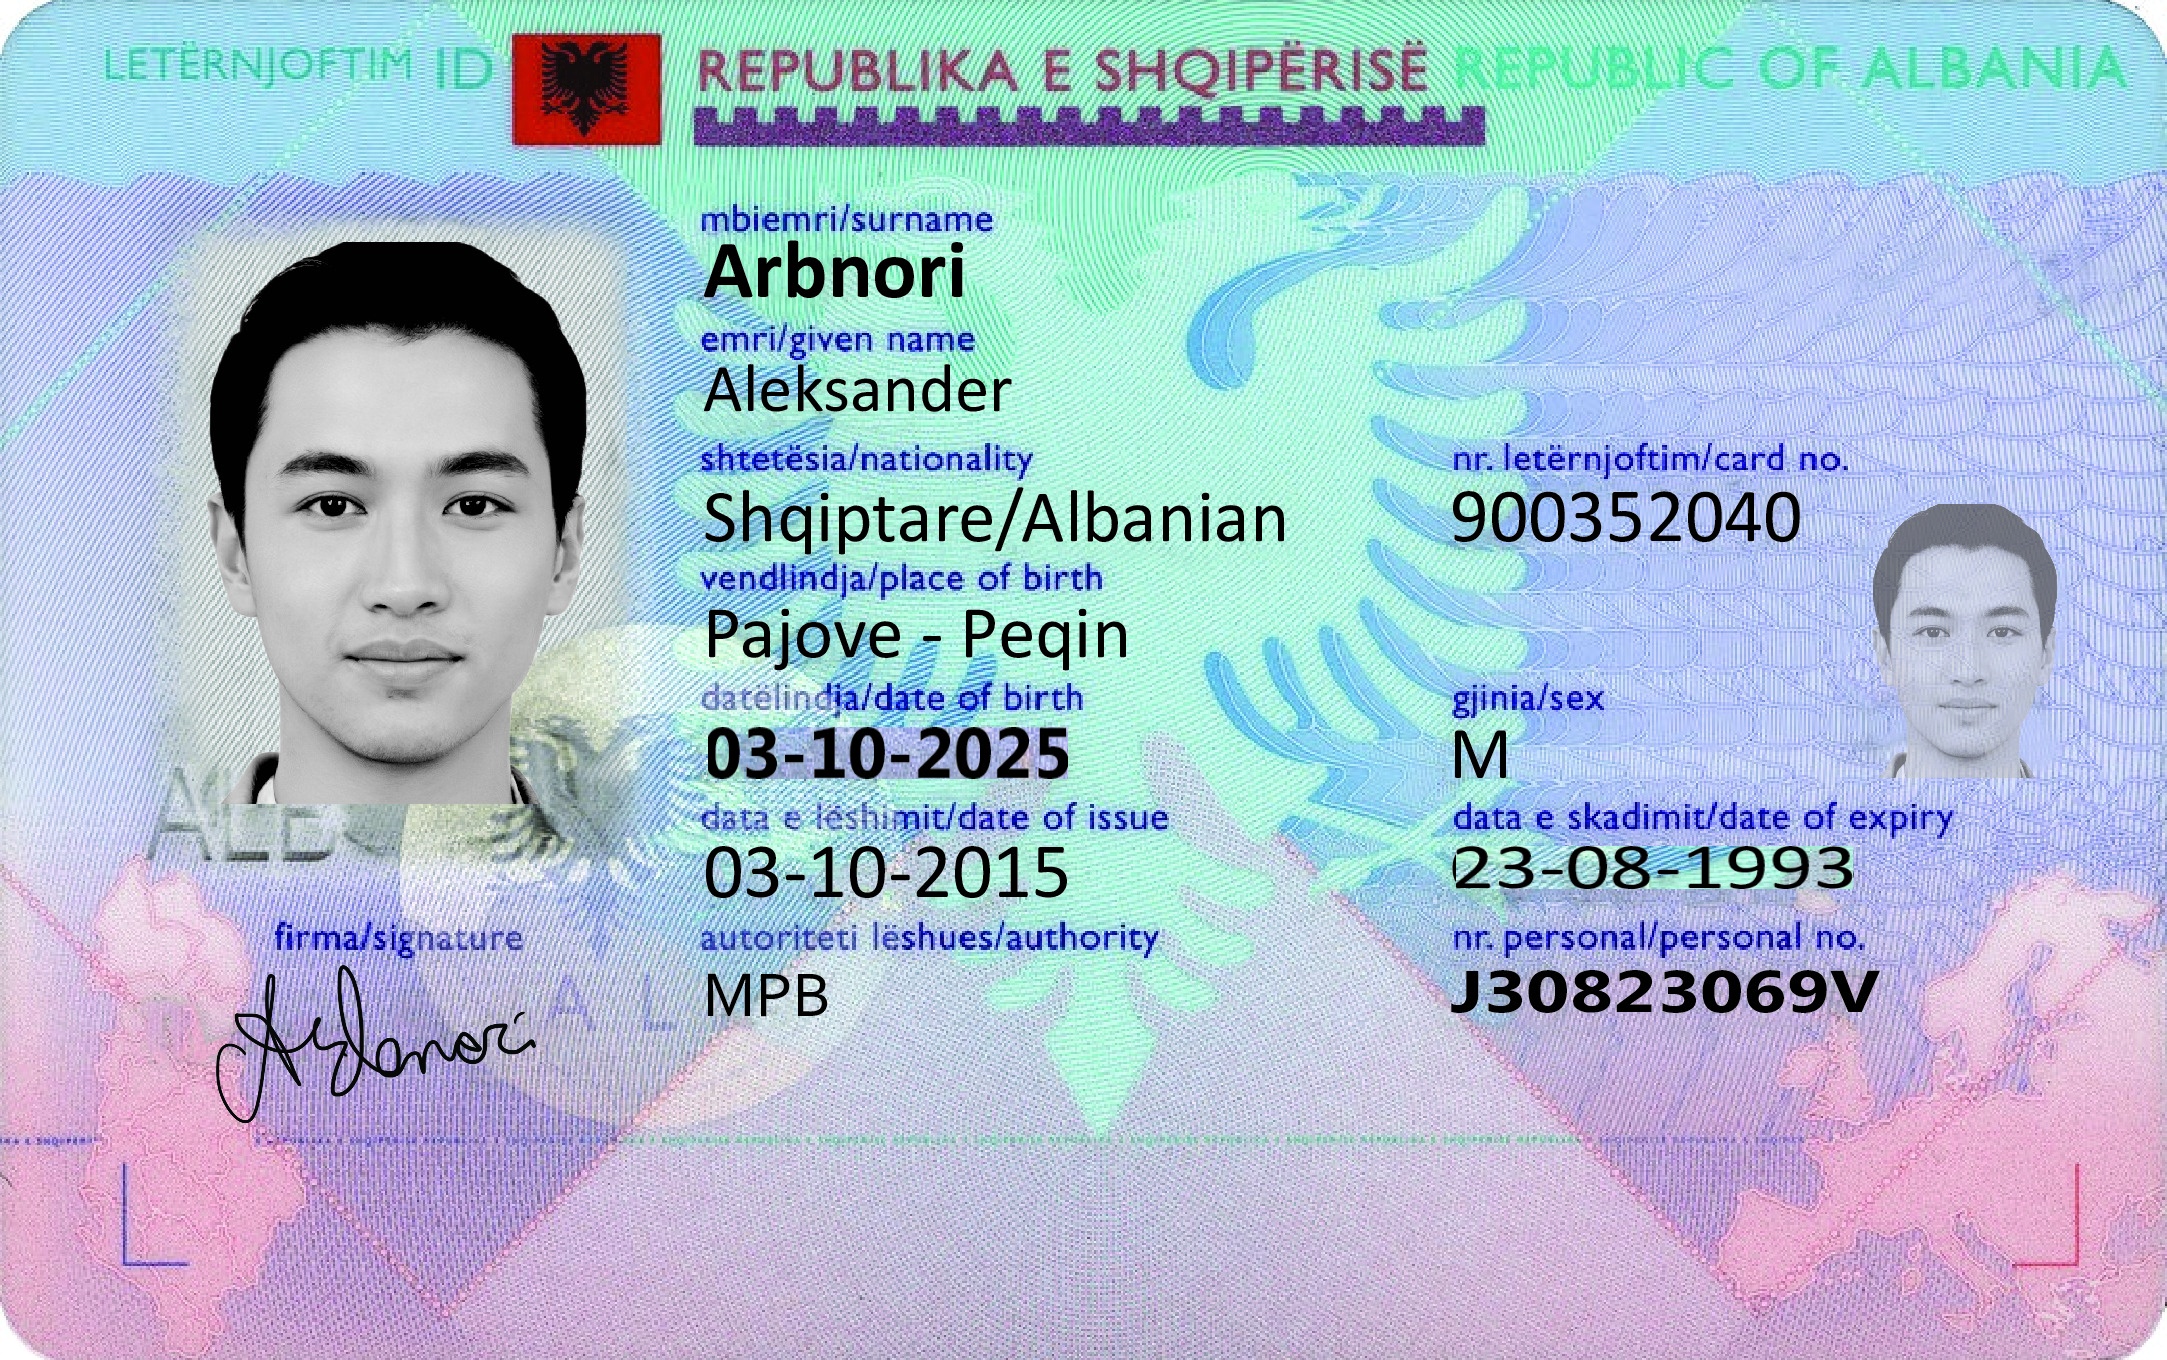 LETËRNJOFTIM ID REPUBLIKA E SHQIPËRISË REPUBLIC OF ALBANIA
mbiemri/surname
Arbnori
emri/given name
Aleksander
shtetësia/nationality nr. letërnjoftim/card no.
Shqiptare/Albanian 900352040
vendlindja/place of birth
Pajove - Peqin
datëlindja/date of birth gjinia/sex
03-10-2025 M
data e lëshimit/date of issue data e skadimit/date of expiry
03-10-2015 23-08-1993
ALB
firma/signature autoriteti lëshues/authority nr. personal/personal no.
MPB J30823069V
A L